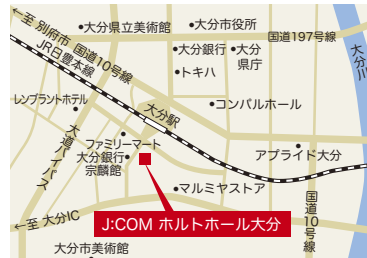 大分県立美術館
大分市役所
←至 別府市
国道10号線
JR日豊本線
大分銀行
大分
県庁
国道197号線
大分川
トキハ
レンブラントホテル
コンパルホール
大分駅
大道バイパス
ファミリーマート
大分銀行
宗麟館
アプライド大分
マルミヤストア
国道
10
号線
←至 大分IC
J:COM ホルトホール大分
大分市美術館